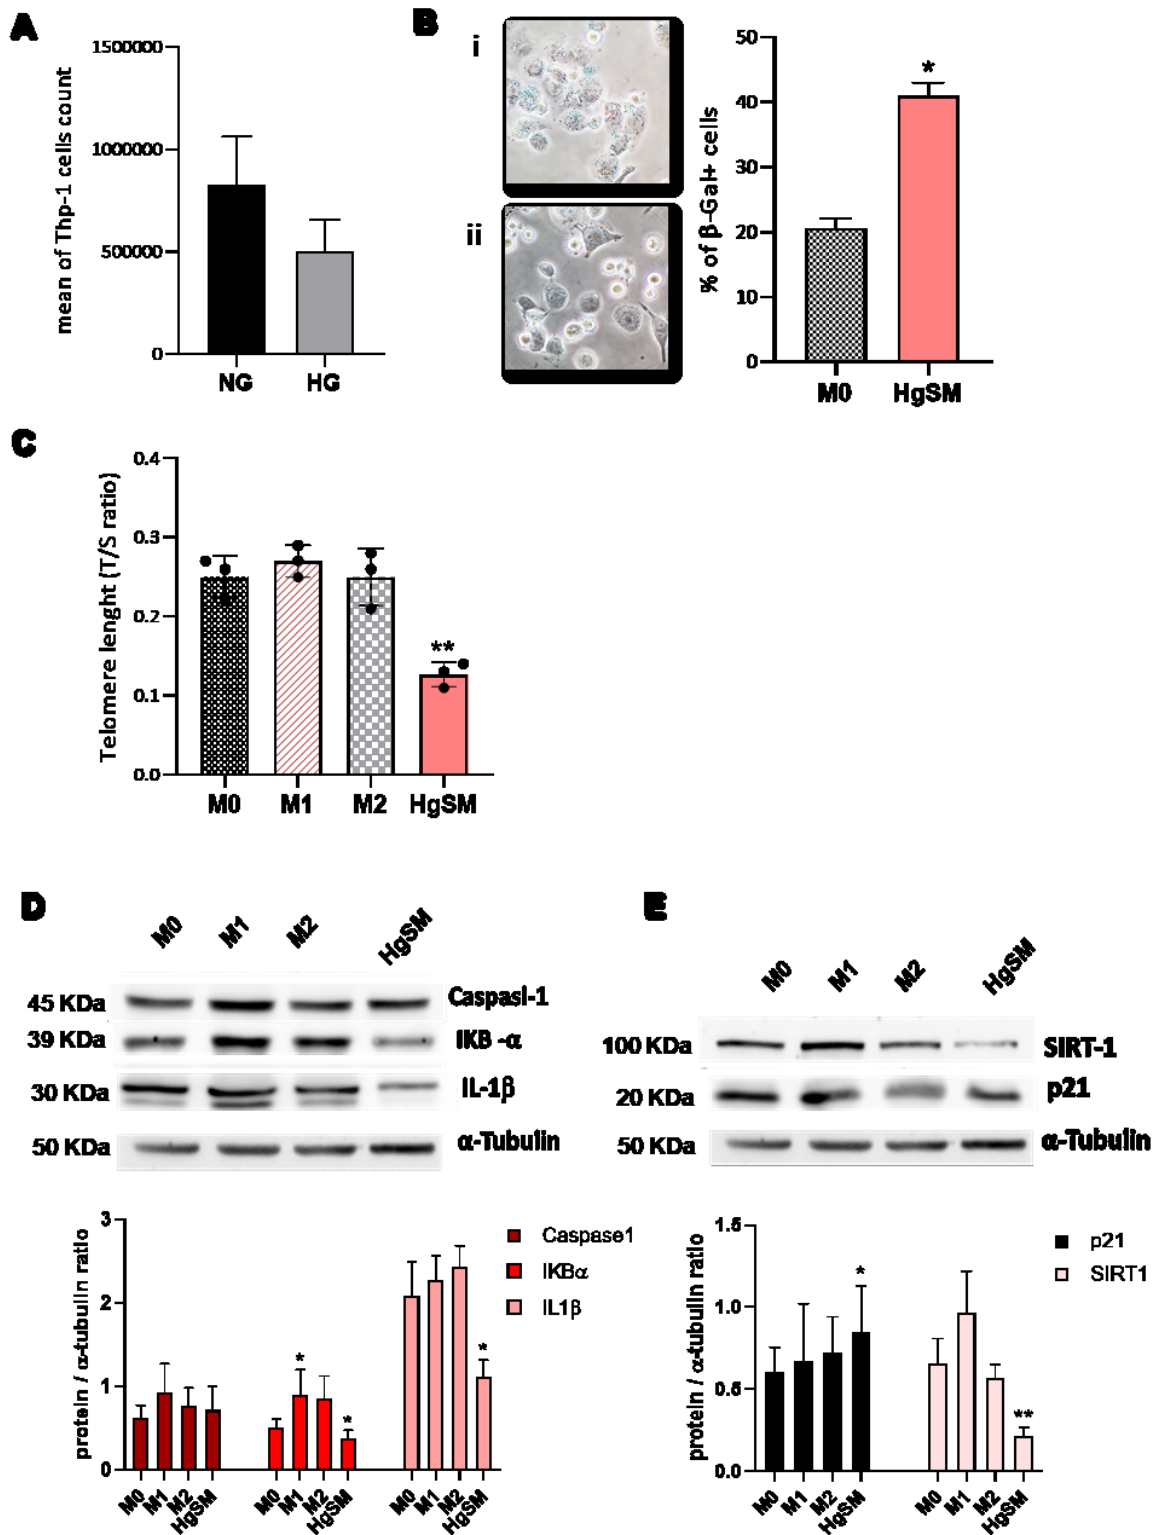 A
mean of Thp-1 cells count
1500000
1000000
500000
0
NG HG
B
i
ii
% of β-Gal+ cells
50
40
30
20
10
0
*
M0 HgSM
C
Telomere lenght (T/S ratio)
0.4
0.3
0.2
0.1
0.0
**
M0 M1 M2 HgSM
D
M0 M1 M2 HgSM
45 KDa Caspasi-1
39 KDa IKB -α
30 KDa IL-1β
50 KDa α-Tubulin
protein / α-tubulin ratio
3
2
1
0
* * *
M0 M1 M2 HgSM M0 M1 M2 HgSM M0 M1 M2 HgSM
Caspase1
IKBα
IL1β
E
M0 M1 M2 HgSM
100 KDa SIRT-1
20 KDa p21
50 KDa α-Tubulin
protein / α-tubulin ratio
1.5
1.0
0.5
0.0
* **
M0 M1 M2 HgSM M0 M1 M2 HgSM
p21
SIRT1